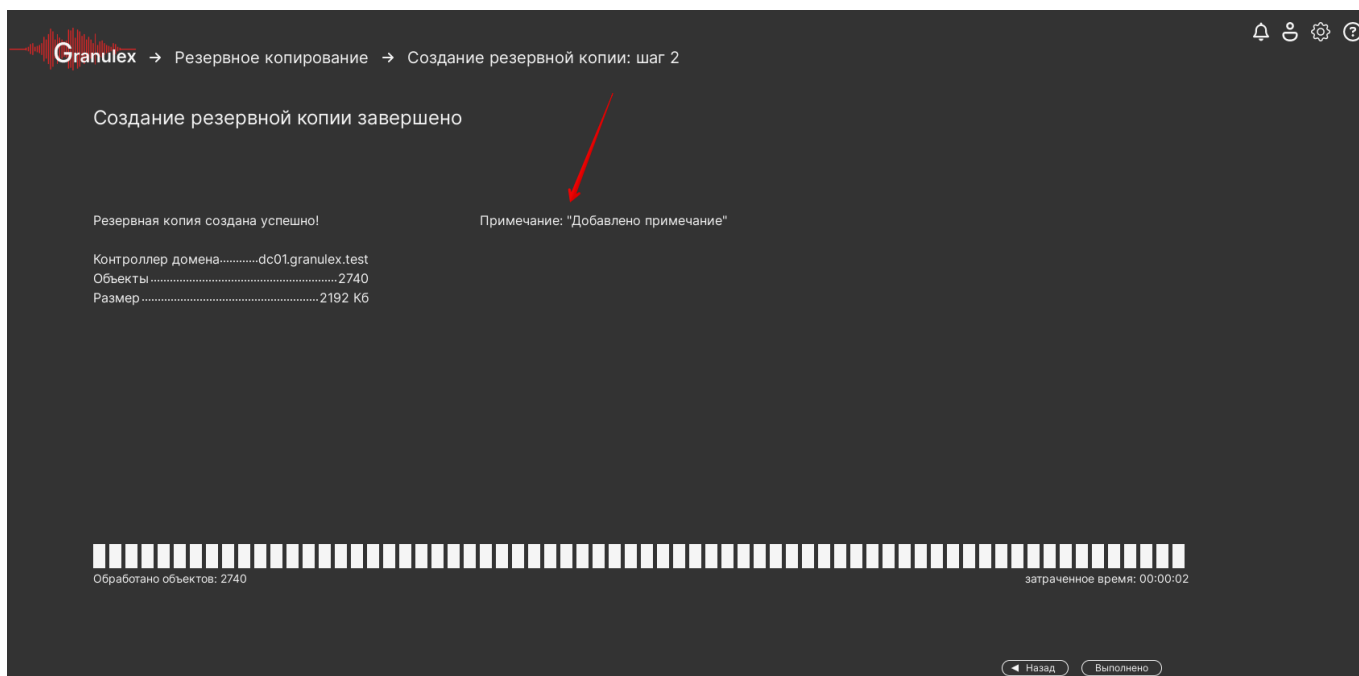 Granulex → Резервное копирование → Создание резервной копии: шаг 2
Создание резервной копии завершено
Резервная копия создана успешно!
Примечание: "Добавлено примечание"
Контроллер домена............dc01.granulex.test
Объекты..........................................................2740
Размер.......................................................2192 Кб
Обработано объектов: 2740
затраченное время: 00:00:02
◄ Назад
Выполнено